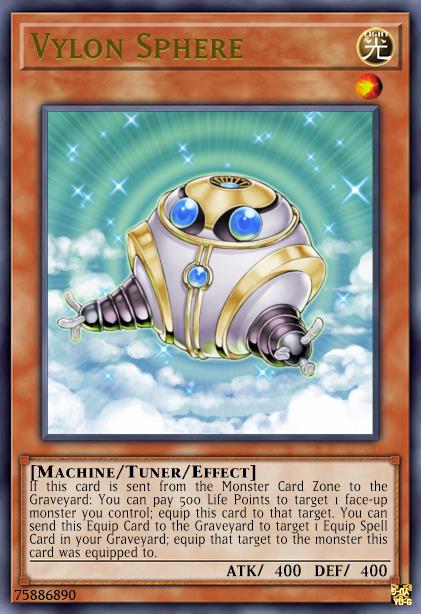 VYLON SPHERE
LIGHT
光
[MACHINE/TUNER/EFFECT]
If this card is sent from the Monster Card Zone to the
Graveyard: You can pay 500 Life Points to target 1 face-up
monster you control; equip this card to that target. You can
send this Equip Card to the Graveyard to target 1 Equip Spell
Card in your Graveyard; equip that target to the monster this
card was equipped to.
ATK/ 400 DEF/ 400
75886890